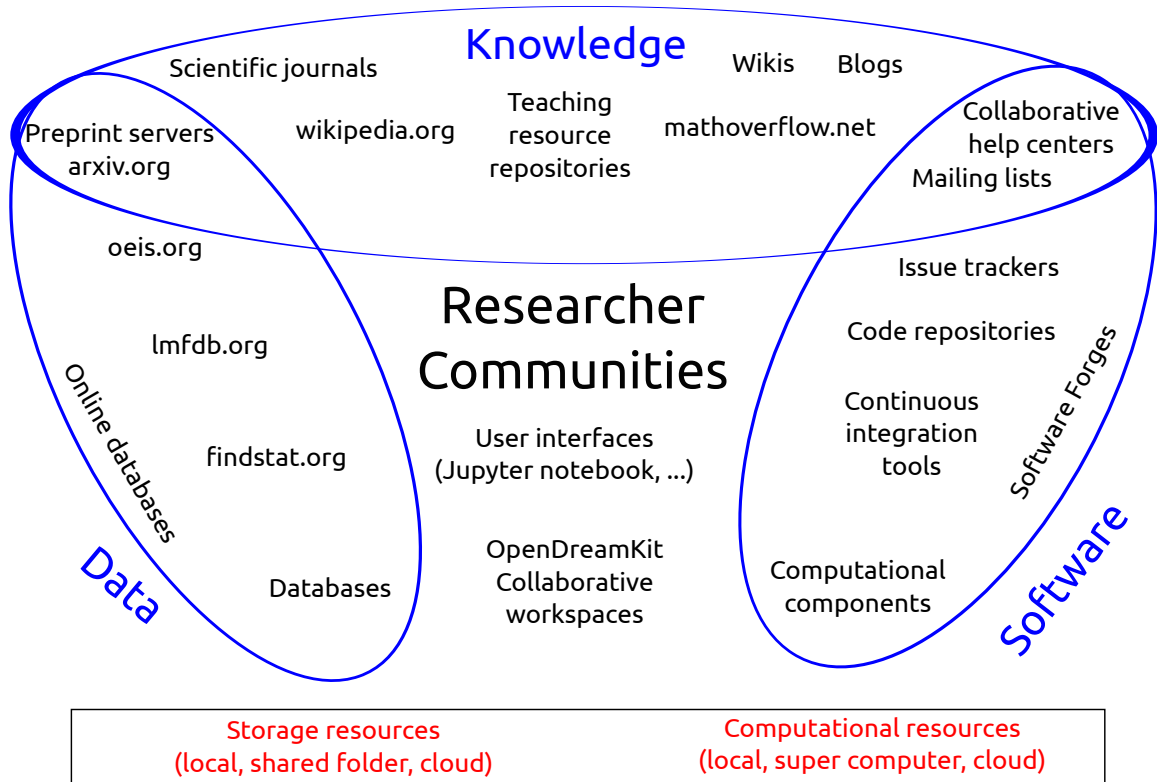 Knowledge
Scientific journals
Wikis
Blogs
Preprint servers
arxiv.org
wikipedia.org
Teaching
resource
repositories
mathoverflow.net
Collaborative
help centers
Mailing lists
oeis.org
lmfdb.org
findstat.org
Online databases
Databases
Data
Researcher
Communities
User interfaces
(Jupyter notebook, ...)
OpenDreamKit
Collaborative
workspaces
Issue trackers
Code repositories
Continuous
integration
tools
Software Forges
Computational
components
Software
Storage resources
(local, shared folder, cloud)
Computational resources
(local, super computer, cloud)